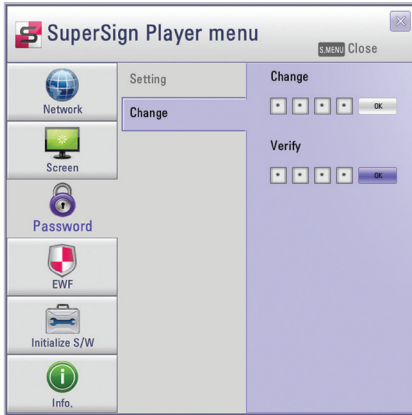 SuperSign Player menu
S.MENU Close
Network
Screen
Password
EWF
Initialize S/W
Info.
Setting
Change
Change
* * * * OK
Verify
* * * * OK